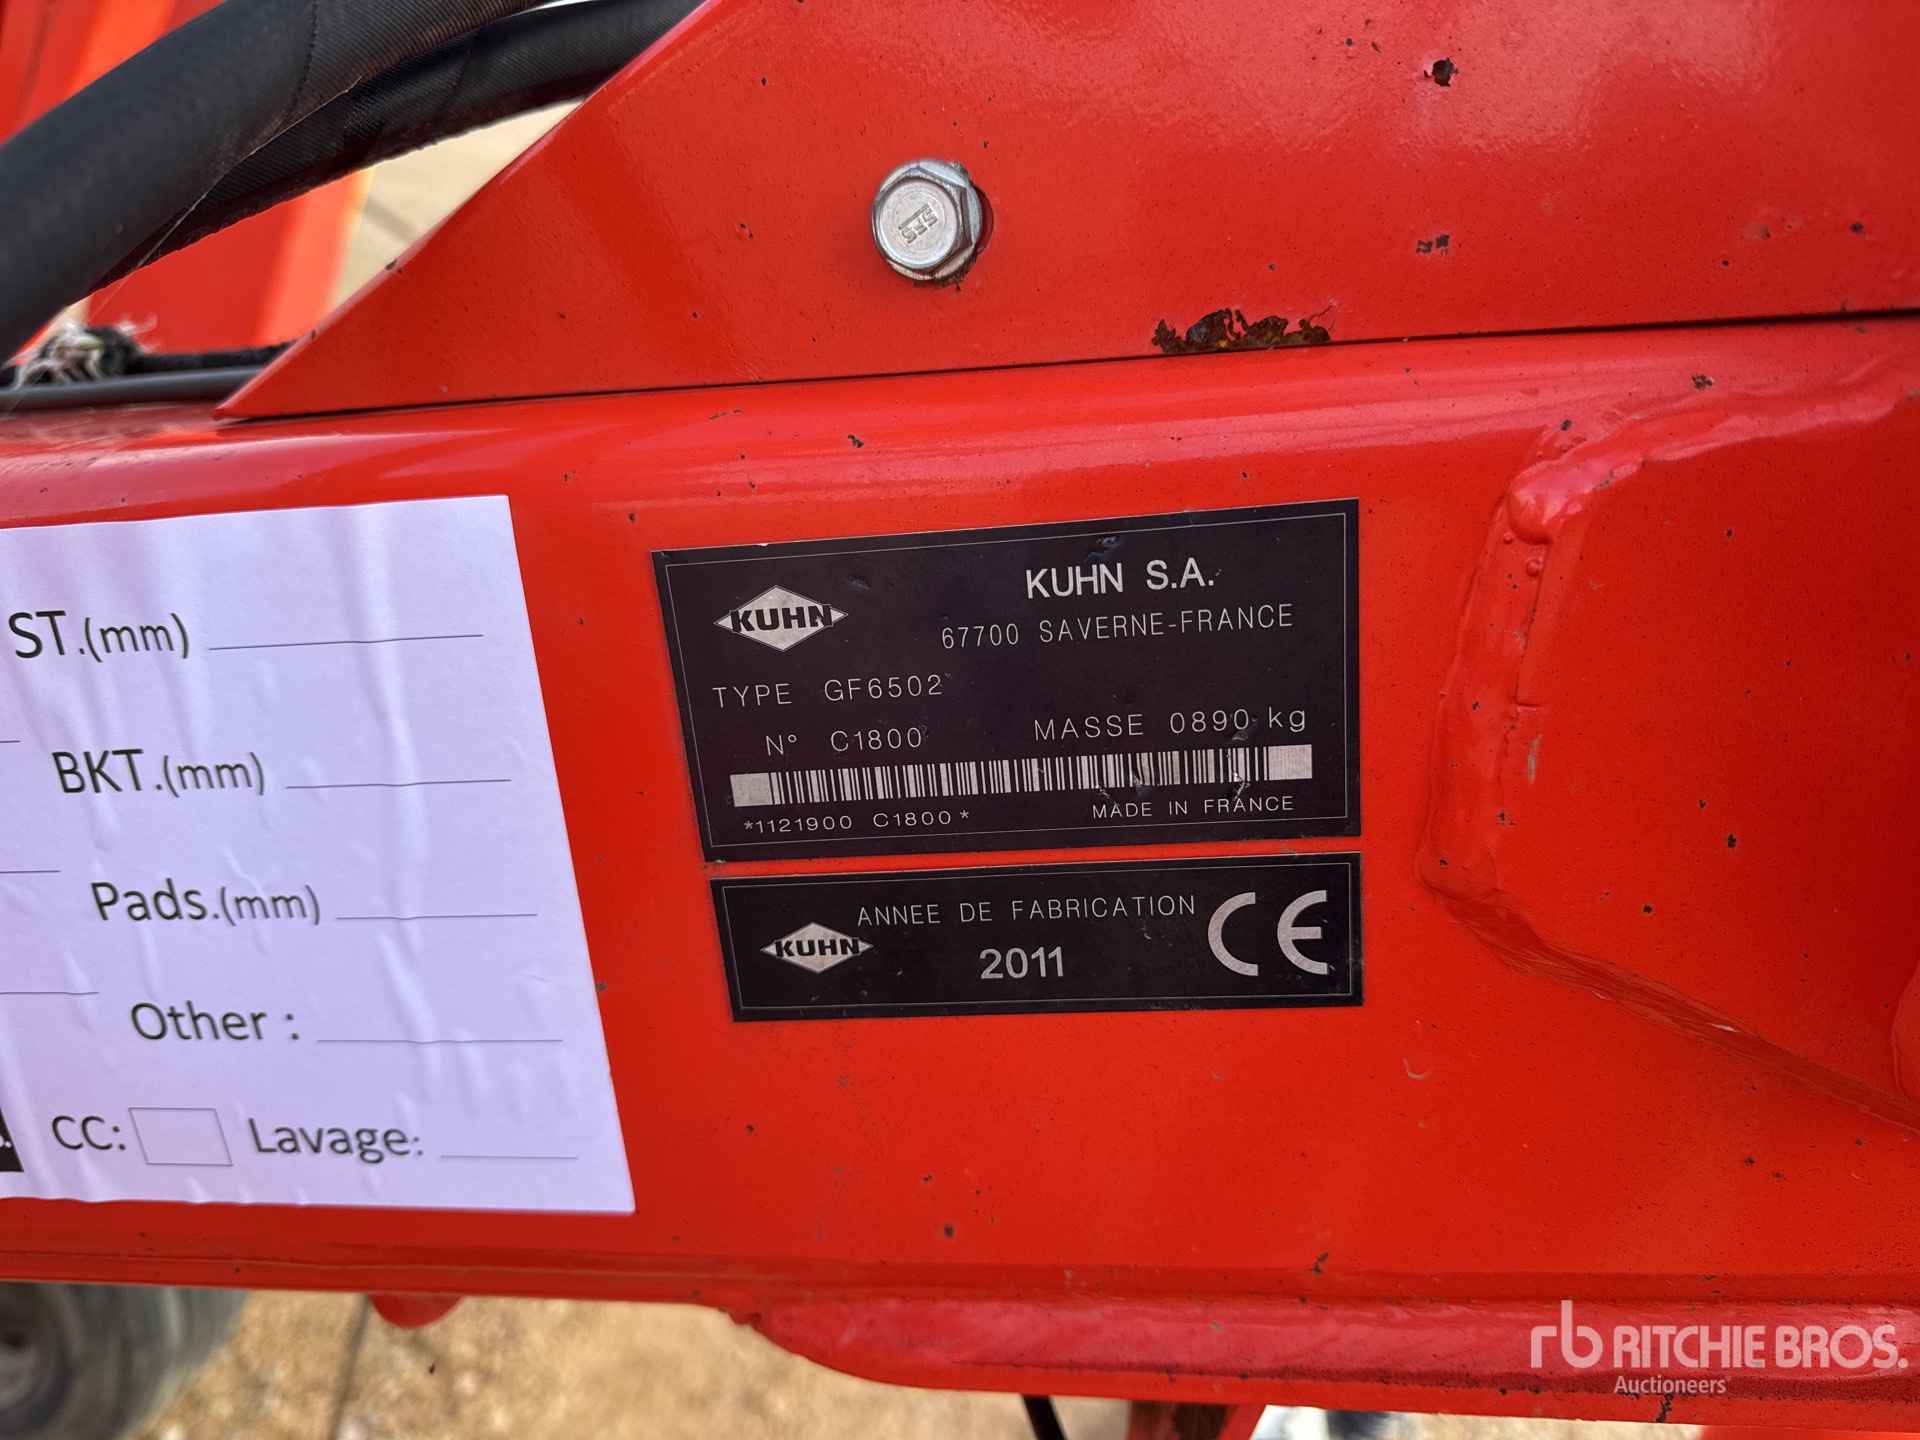 SFS
ST.(mm)
BKT.(mm)
Pads.(mm)
Other :
CC: Lavage:
KUHN
KUHN S.A.
67700 SAVERNE-FRANCE
TYPE GF6502
N° C1800 MASSE 0890 kg
*1121900 C1800* MADE IN FRANCE
KUHN
ANNEE DE FABRICATION
2011
CE
rb RITCHIE BROS.
Auctioneers